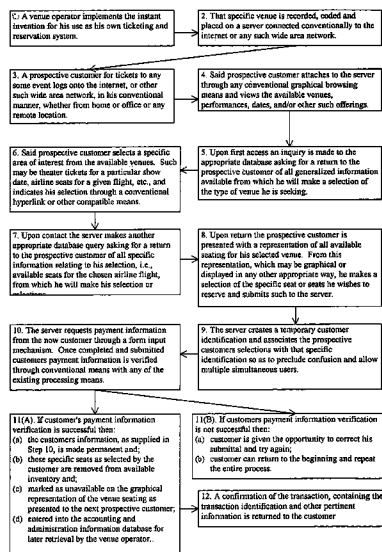 1. A venue operator implements the instant
invention for his use as his own ticketing and
reservation system.
2. That specific venue is recorded, coded and
placed on a server connected conventionally to the
internet or any such wide area network.
3. A prospective customer for tickets to any
some event logs onto the internet, or other
such wide area network, in his conventional
manner, whether from home or office or any
remote location.
4. Said prospective customer attaches to the server
through any conventional graphical browsing
means and views the available venues,
performances, dates, and/or other such offerings.
6. Said prospective customer selects a specific
area of interest from the available venues. Such
may be theater tickets for a particular show
date, airline seats for a given flight, etc., and
indicates his selection through a conventional
hyperlink or other compatible means.
5. Upon first access an inquiry is made to the
appropriate database asking for a return to the
prospective customer of all generalized information
available from which he will make a selection of
the type of venue he is seeking.
7. Upon contact the server makes another
appropriate database query asking for a return
to the prospective customer of all specific
information relating to his selection, i.e.,
available seats for the chosen airline flight,
from which he will make his selection or
selections.
8. Upon return the prospective customer is
presented with a representation of all available
seating for his selected venue. From this
representation, which may be graphical or
displayed in any other appropriate way, he makes a
selection of the specific seat or seats he wishes to
reserve and submits such to the server.
10. The server requests payment information
from the now customer through a form input
mechanism. Once completed and submitted
customers payment information is verified
through conventional means with any of the
existing processing means.
9. The server creates a temporary customer
identification and associates the prospective
customers selections with that specific
identification so as to preclude confusion and allow
multiple simultaneous users.
11(A). If customer's payment information
verification is successful then:
(a) the customers information, as supplied in
Step 10, is made permanent and;
(b) these specific seats as selected by the
customer are removed from available
inventory and;
(c) marked as unavailable on the graphical
representation of the venue seating as
presented to the next prospective customer;
(d) entered into the accounting and
administration information database for
later retrieval by the venue operator..
11(B). If customers payment information verification
is not successful then:
(a) customer is given the opportunity to correct his
submittal and try again;
(b) customer can return to the beginning and repeat
the entire process.
12. A confirmation of the transaction, containing the
transaction identification and other pertinent
information is returned to the customer